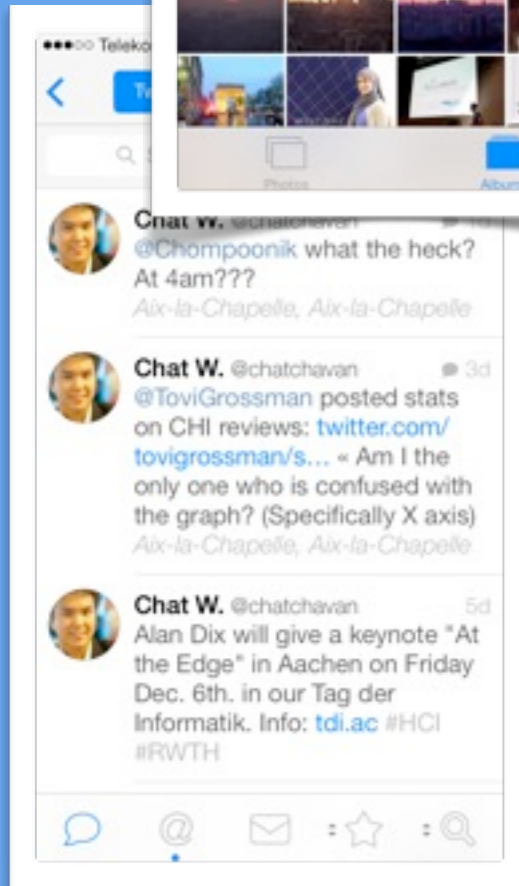 Photos
Album
Teleko
Tw
S
Chat W. @chatchavan 1d
@Chompoonik what the heck?
At 4am???
Aix-la-Chapelle, Aix-la-Chapelle
Chat W. @chatchavan 3d
@ToviGrossman posted stats
on CHI reviews: twitter.com/
tovigrossman/s... « Am I the
only one who is confused with
the graph? (Specifically X axis)
Aix-la-Chapelle, Aix-la-Chapelle
Chat W. @chatchavan 5d
Alan Dix will give a keynote "At
the Edge" in Aachen on Friday
Dec. 6th. in our Tag der
Informatik. Info: tdi.ac #HCI
#RWTH
@